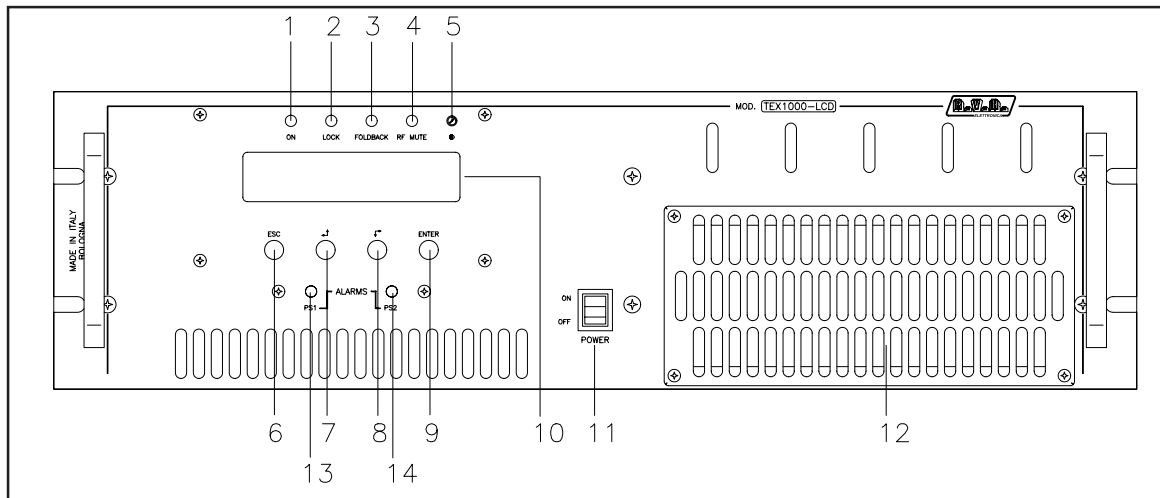 1 2 3 4 5
MOD. TEX1000-LCD
R.V.R.
ELETTRONICA
ON LOCK FOLDBACK RF MUTE
MADE IN ITALY
BOLOGNA
ESC ENTER
ALARMS
PS1 PS2
ON
OFF
POWER
6 7 8 9 10 11 12
13 14